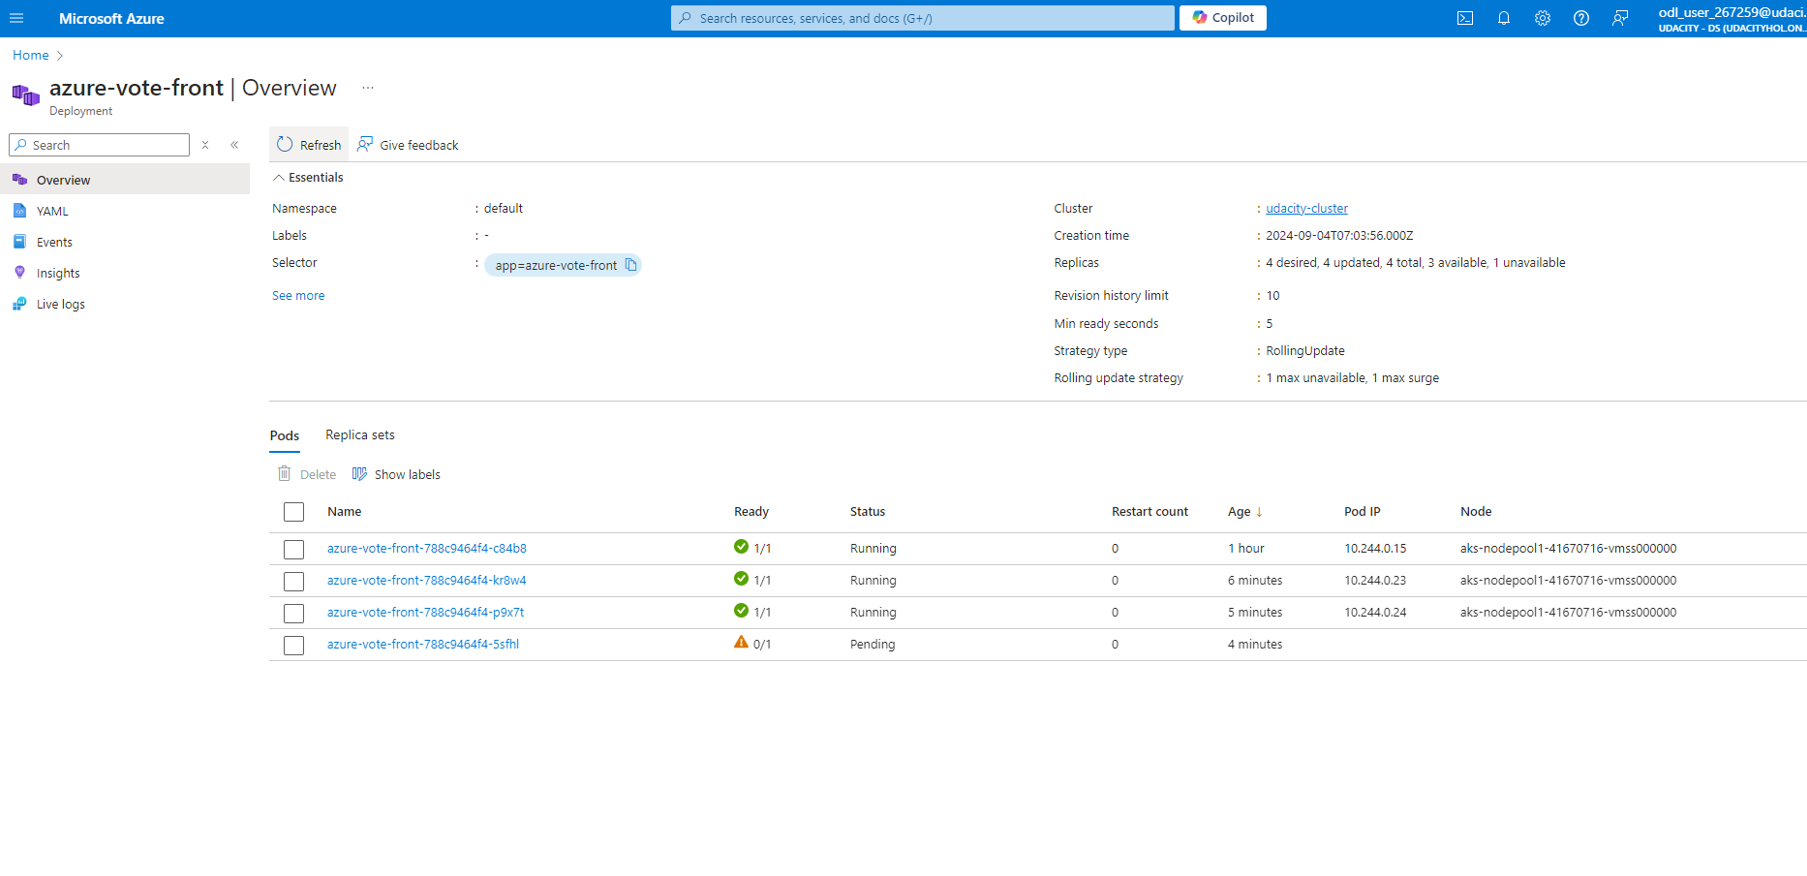 Microsoft Azure
Search resources, services, and docs (G+/)
Copilot
odl_user_267259@udaci...
UDACITY - DS (UDACITYHOL.ON...
Home
azure-vote-front | Overview ...
Deployment
Search
Overview
YAML
Events
Insights
Live logs
Refresh
Give feedback
Essentials
Namespace : default
Labels : -
Selector : app=azure-vote-front
See more
Cluster : udacity-cluster
Creation time : 2024-09-04T07:03:56.000Z
Replicas : 4 desired, 4 updated, 4 total, 3 available, 1 unavailable
Revision history limit : 10
Min ready seconds : 5
Strategy type : RollingUpdate
Rolling update strategy : 1 max unavailable, 1 max surge
Pods Replica sets
Delete Show labels
Name Ready Status Restart count Age ↓ Pod IP Node
azure-vote-front-788c9464f4-c84b8 1/1 Running 0 1 hour 10.244.0.15 aks-nodepool1-41670716-vmss000000
azure-vote-front-788c9464f4-kr8w4 1/1 Running 0 6 minutes 10.244.0.23 aks-nodepool1-41670716-vmss000000
azure-vote-front-788c9464f4-p9x7t 1/1 Running 0 5 minutes 10.244.0.24 aks-nodepool1-41670716-vmss000000
azure-vote-front-788c9464f4-5sfhl 0/1 Pending 0 4 minutes